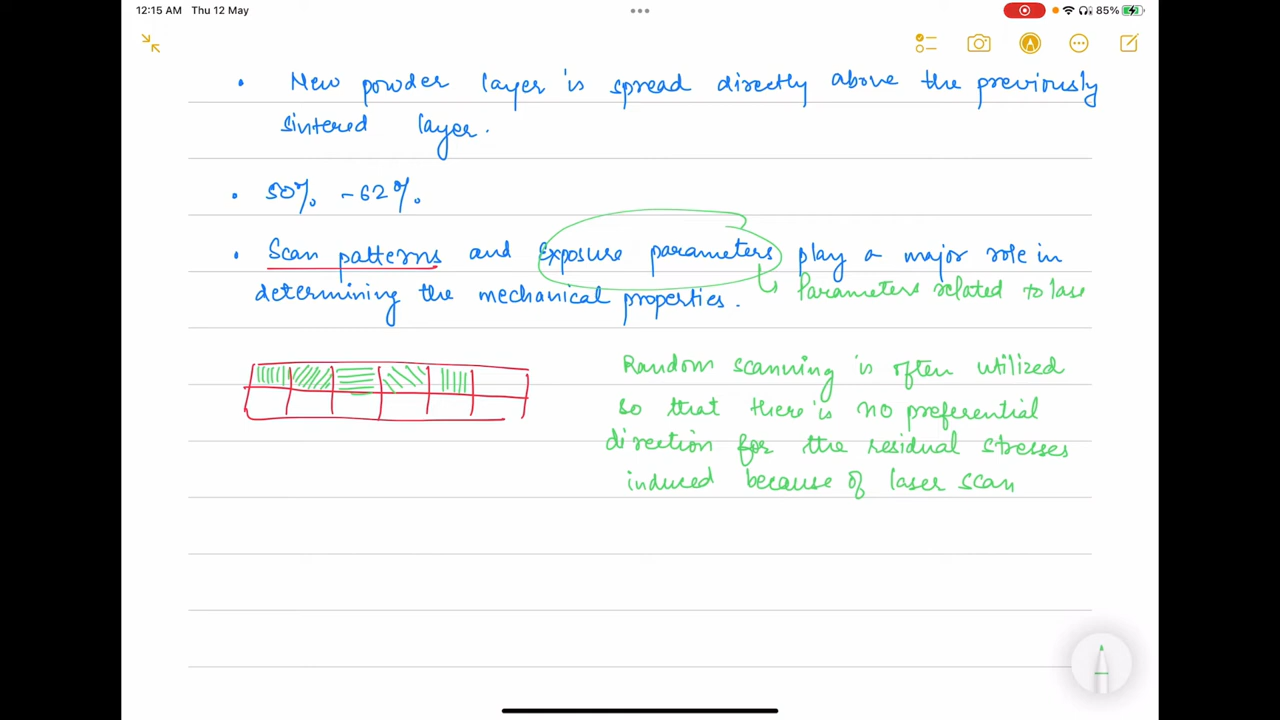 12:15 AM Thu 12 May
85%
• New powder layer is spread directly above the previously
sintered layer.
• 50% - 62%.
• Scan patterns and Exposure parameters play a major role in
determining the mechanical properties.
Parameters related to lase
Random scanning is often utilized
so that there is no preferential
direction for the residual stresses
induced because of laser scan